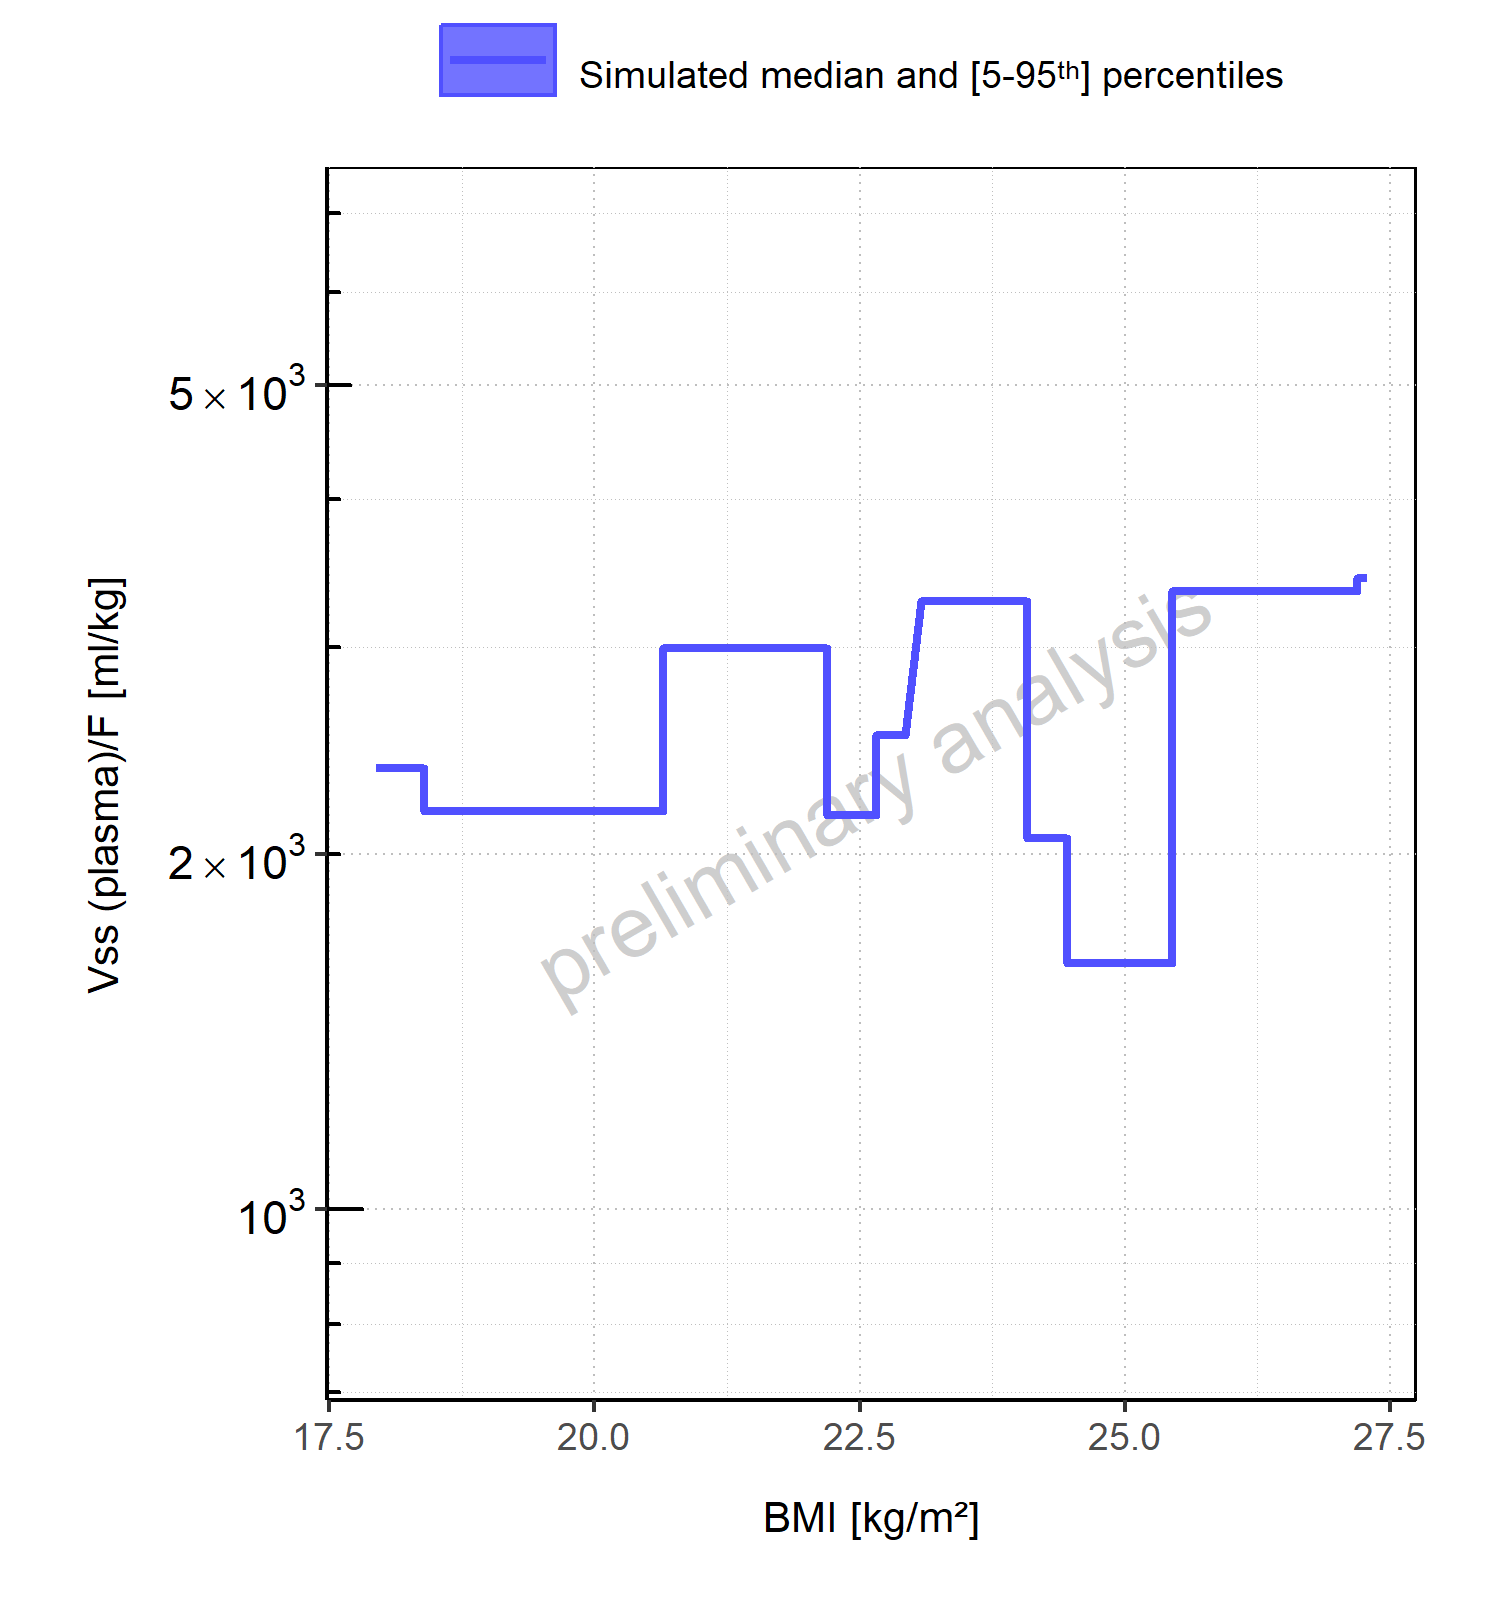 Simulated median and [5-95ᵗʰ] percentiles
5 × 10³
2 × 10³
10³
Vss (plasma)/F [ml/kg]
preliminary analysis
17.5 20.0 22.5 25.0 27.5
BMI [kg/m²]